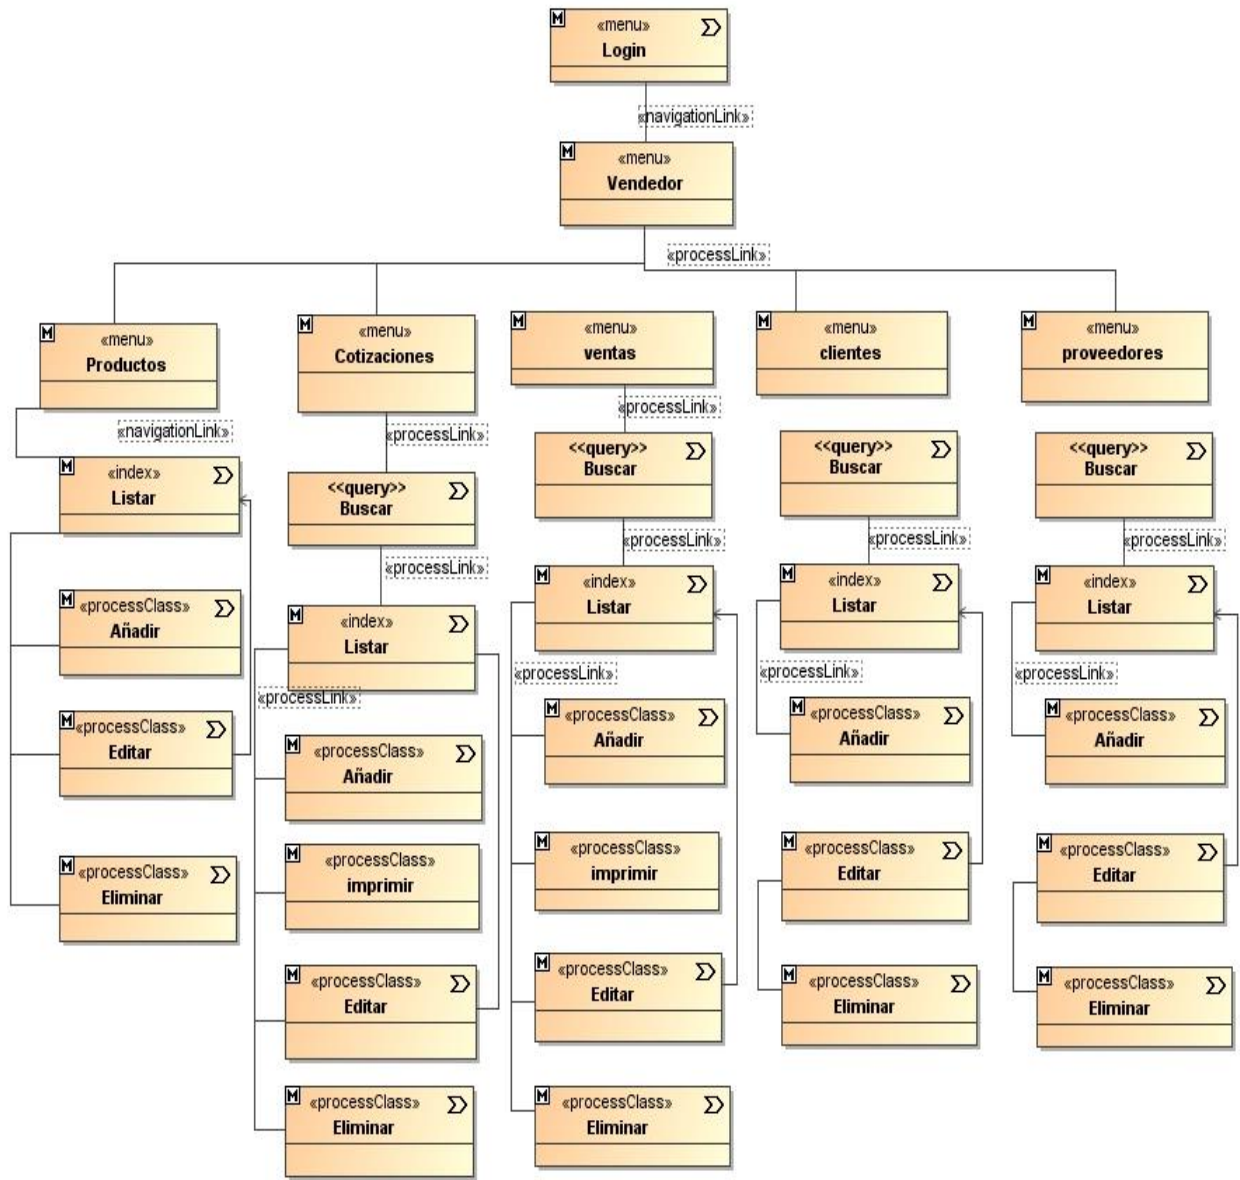 M
«menu»
Login
«navigationLink»
M
«menu»
Vendedor
«processLink»
M
«menu»
Productos
«navigationLink»
M
«index»
Listar
M
«processClass»
Añadir
M
«processClass»
Editar
M
«processClass»
Eliminar
M
«menu»
Cotizaciones
«processLink»
<<query>>
Buscar
«processLink»
M
«index»
Listar
«processLink»
M
«processClass»
Añadir
M
«processClass»
imprimir
M
«processClass»
Editar
M
«processClass»
Eliminar
M
«menu»
ventas
«processLink»
M
<<query>>
Buscar
«processLink»
M
«index»
Listar
«processLink»
M
«processClass»
Añadir
M
«processClass»
imprimir
M
«processClass»
Editar
M
«processClass»
Eliminar
M
«menu»
clientes
<<query>>
Buscar
«processLink»
M
«index»
Listar
«processLink»
M
«processClass»
Añadir
M
«processClass»
Editar
M
«processClass»
Eliminar
M
«menu»
proveedores
M
<<query>>
Buscar
«processLink»
M
«index»
Listar
«processLink»
M
«processClass»
Añadir
M
«processClass»
Editar
M
«processClass»
Eliminar